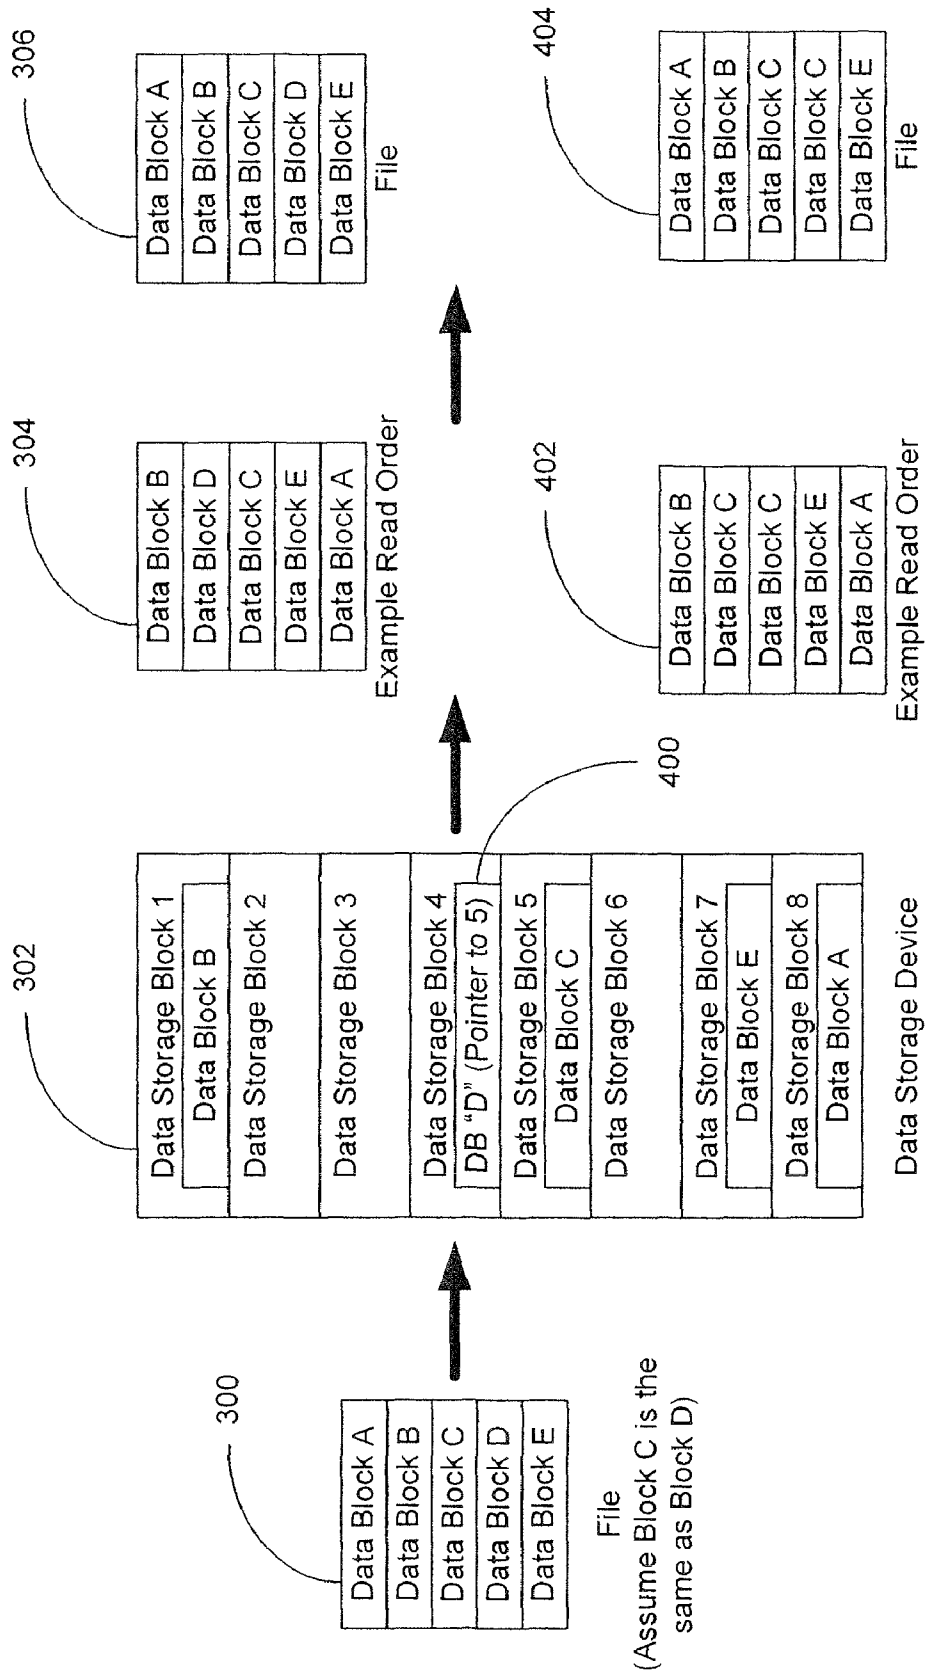 300
Data Block A
Data Block B
Data Block C
Data Block D
Data Block E
File
(Assume Block C is the
same as Block D)
302
Data Storage Block 1
Data Block B
Data Storage Block 2
Data Storage Block 3
Data Storage Block 4
DB “D” (Pointer to 5)
Data Storage Block 5
Data Block C
Data Storage Block 6
Data Storage Block 7
Data Block E
Data Storage Block 8
Data Block A
Data Storage Device
400
304
Data Block B
Data Block D
Data Block C
Data Block E
Data Block A
Example Read Order
402
Data Block B
Data Block C
Data Block C
Data Block E
Data Block A
Example Read Order
306
Data Block A
Data Block B
Data Block C
Data Block D
Data Block E
File
404
Data Block A
Data Block B
Data Block C
Data Block C
Data Block E
File